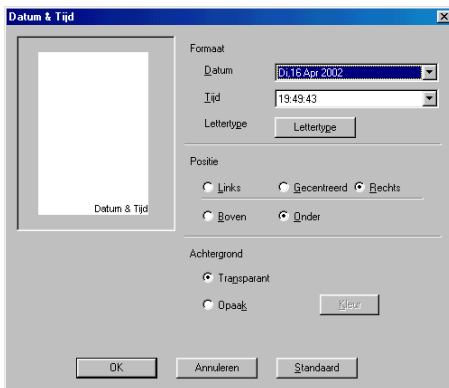 Datum & Tijd
Datum & Tijd
Formaat
Datum
Di,16 Apr 2002
Tijd
19:49:43
Lettertype
Lettertype
Positie
Links Gecentreerd Rechts
Boven Onder
Achtergrond
Transparant
Opaak Kleur
OK Annuleren Standaard